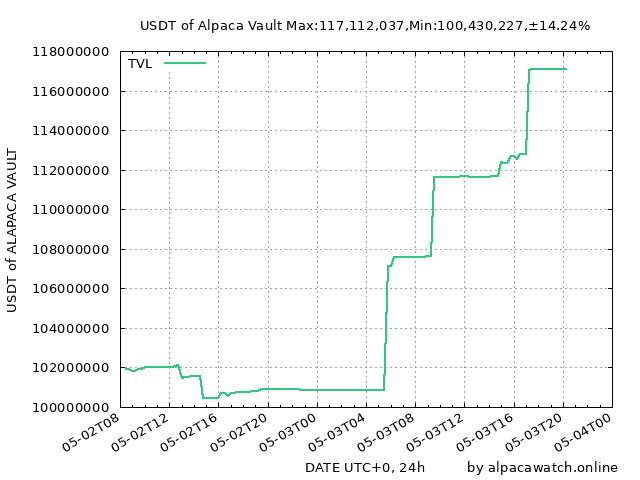 USDT of Alpaca Vault Max:117,112,037,Min:100,430,227,±14.24%
TVL
118000000
116000000
114000000
112000000
110000000
108000000
106000000
104000000
102000000
100000000
USDT of ALAPACA VAULT
05-02T08
05-02T12
05-02T16
05-02T20
05-03T00
05-03T04
05-03T08
05-03T12
05-03T16
05-03T20
05-04T00
DATE UTC+0, 24h
by alpacawatch.online